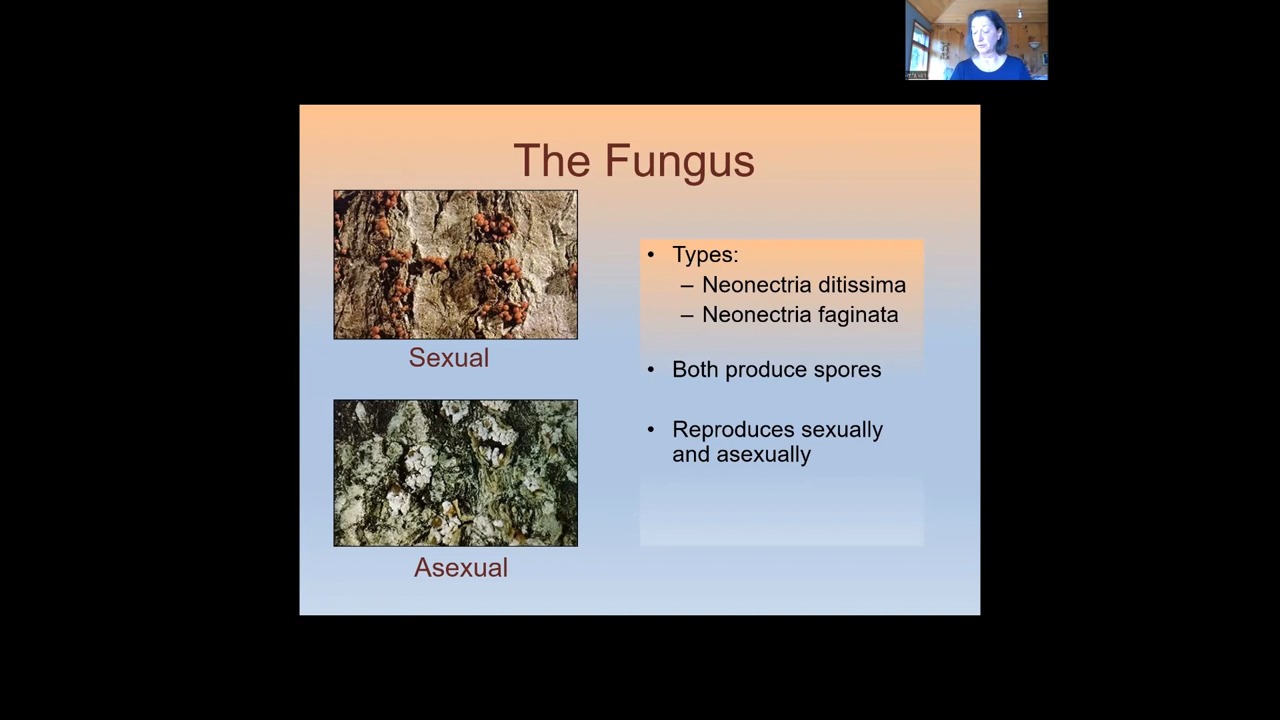 The Fungus
Sexual
Asexual
• Types:
– Neonectria ditissima
– Neonectria faginata
• Both produce spores
• Reproduces sexually
and asexually